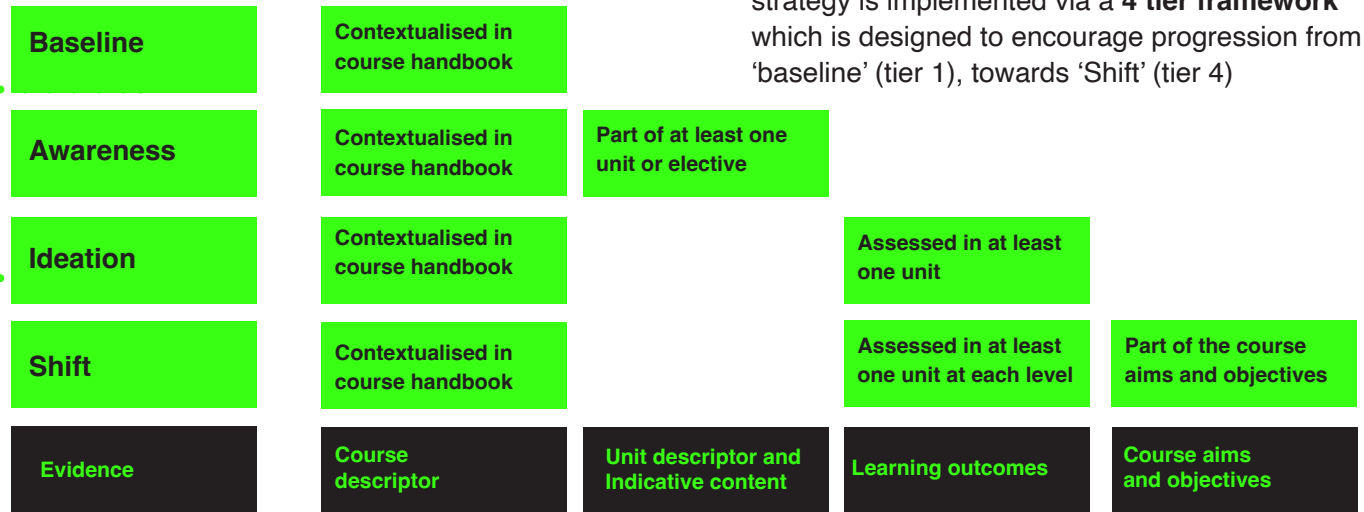 strategy is implemented via a 4 tier framework
which is designed to encourage progression from
‘baseline’ (tier 1), towards ‘Shift’ (tier 4)
Baseline
Contextualised in
course handbook
Awareness
Contextualised in
course handbook
Part of at least one
unit or elective
Ideation
Contextualised in
course handbook
Assessed in at least
one unit
Shift
Contextualised in
course handbook
Assessed in at least
one unit at each level
Part of the course
aims and objectives
Evidence
Course
descriptor
Unit descriptor and
Indicative content
Learning outcomes
Course aims
and objectives